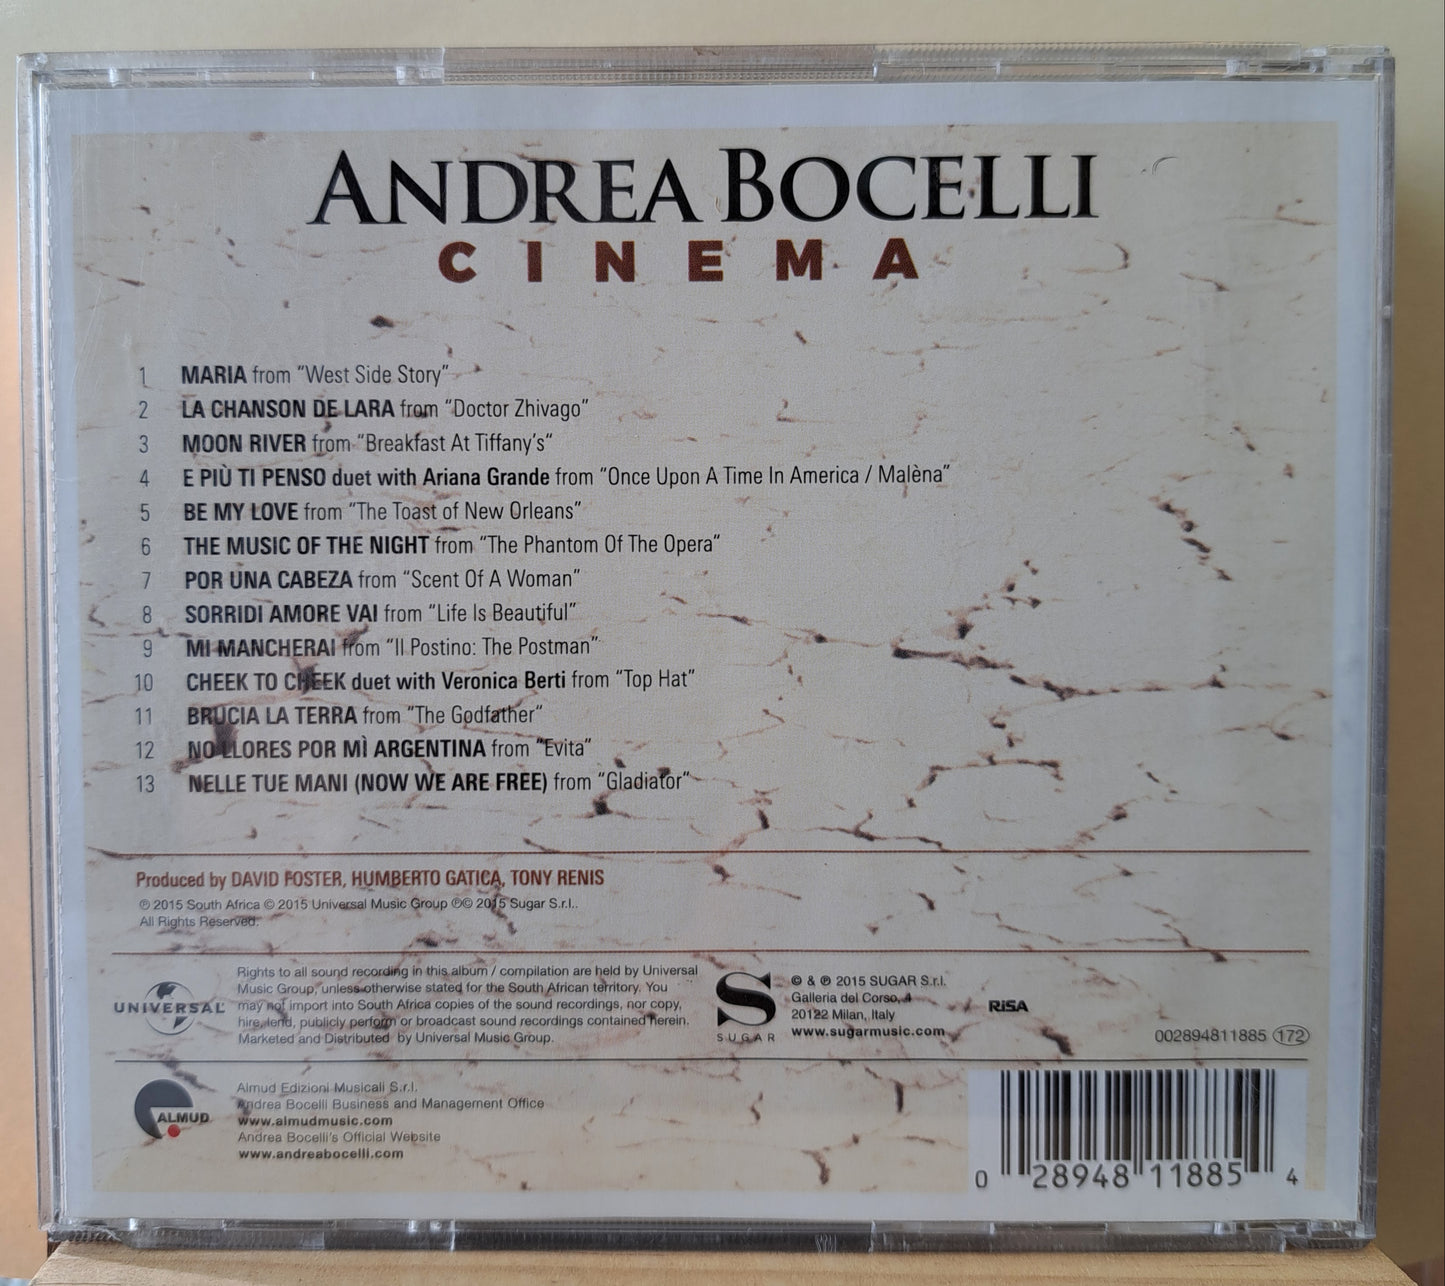 ANDREA BOCELLI
CINEMA
1 MARIA from “West Side Story”
2 LA CHANSON DE LARA from “Doctor Zhivago”
3 MOON RIVER from “Breakfast At Tiffany’s“
4 E PIÙ TI PENSO duet with Ariana Grande from “Once Upon A Time In America / Malèna”
5 BE MY LOVE from “The Toast of New Orleans”
6 THE MUSIC OF THE NIGHT from “The Phantom Of The Opera”
7 POR UNA CABEZA from “Scent Of A Woman”
8 SORRIDI AMORE VAI from “Life Is Beautiful”
9 MI MANCHERAI from “Il Postino: The Postman”
10 CHEEK TO CHEEK duet with Veronica Berti from “Top Hat”
11 BRUCIA LA TERRA from “The Godfather”
12 NO LLORES POR MÌ ARGENTINA from “Evita”
13 NELLE TUE MANI (NOW WE ARE FREE) from “Gladiator”
Produced by DAVID FOSTER, HUMBERTO GATICA, TONY RENIS
℗ 2015 South Africa © 2015 Universal Music Group ℗© 2015 Sugar S.r.l..
All Rights Reserved.
UNIVERSAL
Rights to all sound recording in this album / compilation are held by Universal
Music Group, unless otherwise stated for the South African territory. You
may not import into South Africa copies of the sound recordings, nor copy,
hire, lend, publicly perform or broadcast sound recordings contained herein.
Marketed and Distributed by Universal Music Group.
S
SUGAR
© & ℗ 2015 SUGAR S.r.l.
Galleria del Corso, 4
20122 Milan, Italy
www.sugarmusic.com
RiSA
002894811885 172
ALMUD
Almud Edizioni Musicali S.r.l.
Andrea Bocelli Business and Management Office
www.almudmusic.com
Andrea Bocelli's Official Website
www.andreabocelli.com
0 28948 11885 4